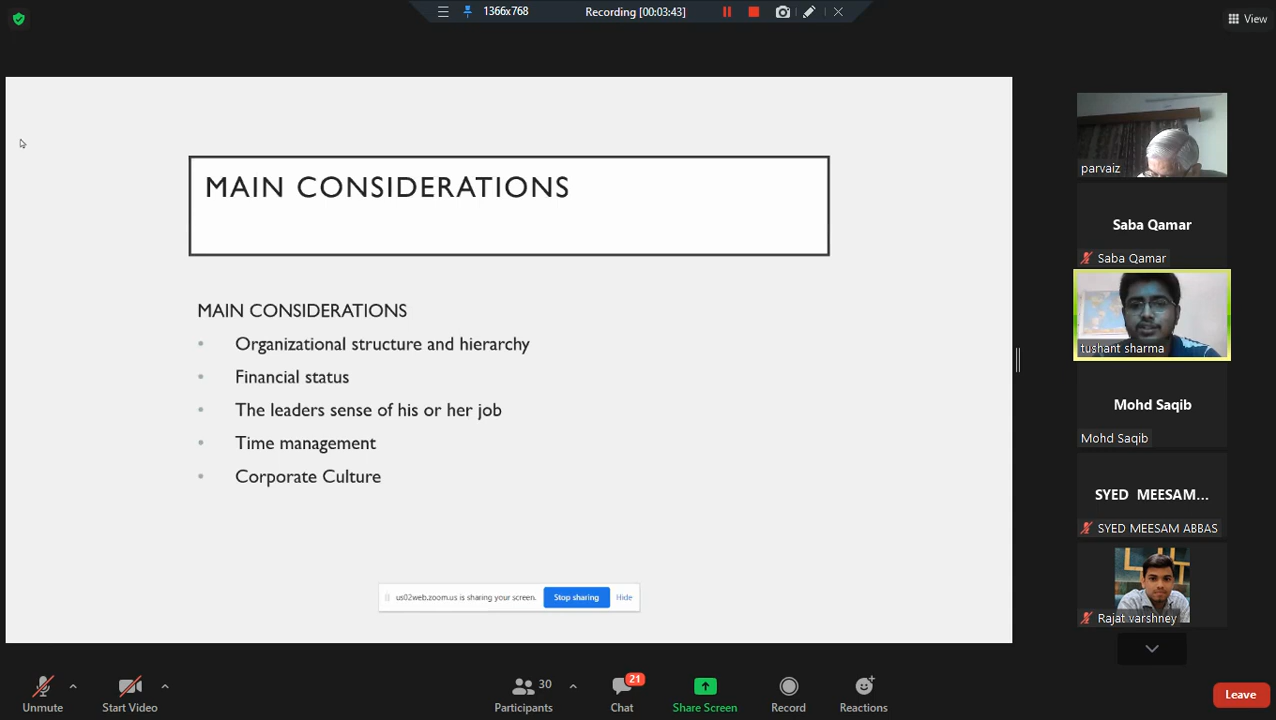 1366x768
Recording [00:03:43]
View
MAIN CONSIDERATIONS
MAIN CONSIDERATIONS
• Organizational structure and hierarchy
• Financial status
• The leaders sense of his or her job
• Time management
• Corporate Culture
us02web.zoom.us is sharing your screen. Stop sharing Hide
parvaiz
Saba Qamar
Saba Qamar
tushant sharma
Mohd Saqib
Mohd Saqib
SYED MEESAM...
SYED MEESAM ABBAS
Rajat varshney
Unmute
Start Video
30
Participants
21
Chat
Share Screen
Record
Reactions
Leave